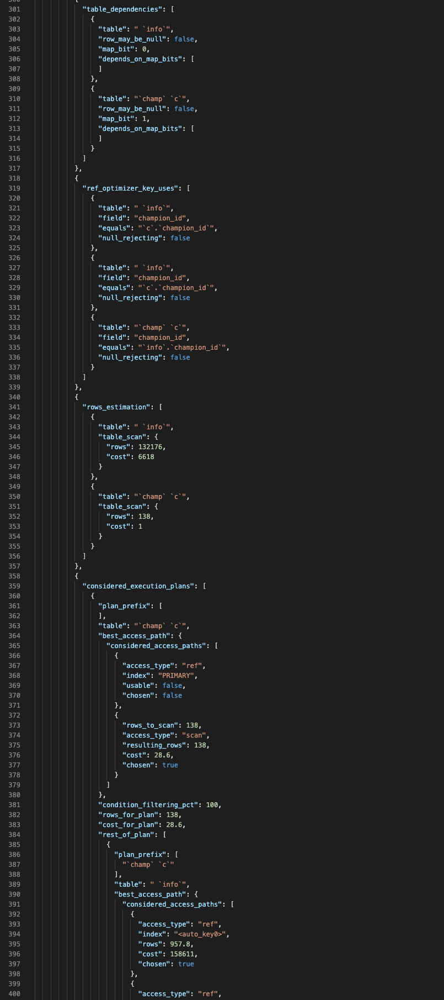 301 "table_dependencies": [
302 {
303 "table": " `info`",
304 "row_may_be_null": false,
305 "map_bit": 0,
306 "depends_on_map_bits": [
307 ]
308 },
309 {
310 "table": "`champ` `c`",
311 "row_may_be_null": false,
312 "map_bit": 1,
313 "depends_on_map_bits": [
314 ]
315 }
316 ]
317 },
318 {
319 "ref_optimizer_key_uses": [
320 {
321 "table": " `info`",
322 "field": "champion_id",
323 "equals": "`c`.`champion_id`",
324 "null_rejecting": false
325 },
326 {
327 "table": " `info`",
328 "field": "champion_id",
329 "equals": "`c`.`champion_id`",
330 "null_rejecting": false
331 },
332 {
333 "table": "`champ` `c`",
334 "field": "champion_id",
335 "equals": "`info`.`champion_id`",
336 "null_rejecting": false
337 }
338 ]
339 },
340 {
341 "rows_estimation": [
342 {
343 "table": " `info`",
344 "table_scan": {
345 "rows": 132176,
346 "cost": 6618
347 }
348 },
349 {
350 "table": "`champ` `c`",
351 "table_scan": {
352 "rows": 138,
353 "cost": 1
354 }
355 }
356 ]
357 },
358 {
359 "considered_execution_plans": [
360 {
361 "plan_prefix": [
362 ],
363 "table": "`champ` `c`",
364 "best_access_path": {
365 "considered_access_paths": [
366 {
367 "access_type": "ref",
368 "index": "PRIMARY",
369 "usable": false,
370 "chosen": false
371 },
372 {
373 "rows_to_scan": 138,
374 "access_type": "scan",
375 "resulting_rows": 138,
376 "cost": 28.6,
377 "chosen": true
378 }
379 ]
380 },
381 "condition_filtering_pct": 100,
382 "rows_for_plan": 138,
383 "cost_for_plan": 28.6,
384 "rest_of_plan": [
385 {
386 "plan_prefix": [
387 "`champ` `c`"
388 ],
389 "table": " `info`",
390 "best_access_path": {
391 "considered_access_paths": [
392 {
393 "access_type": "ref",
394 "index": "<auto_key0>",
395 "rows": 957.8,
396 "cost": 158611,
397 "chosen": true
398 },
399 {
400 "access_type": "ref",